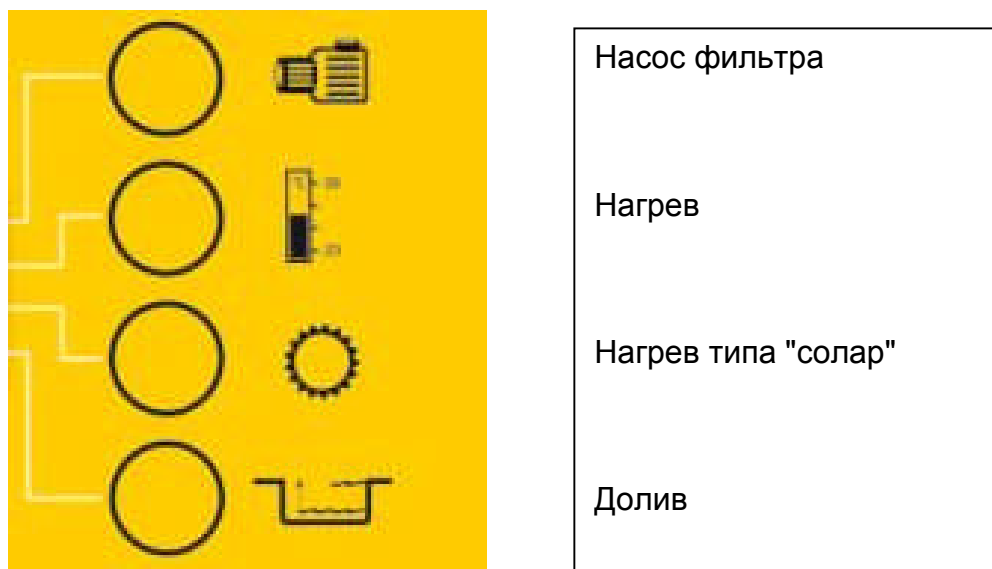 Насос фильтра
Нагрев
Нагрев типа "солар"
Долив